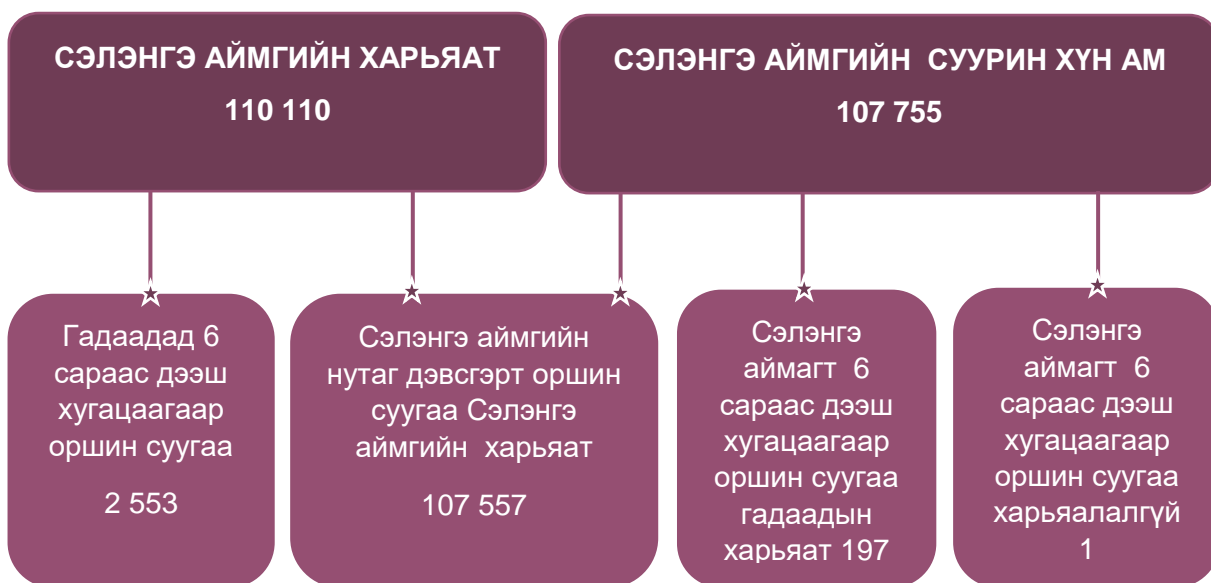 СЭЛЭНГЭ АЙМГИЙН ХАРЬЯАТ
110 110
СЭЛЭНГЭ АЙМГИЙН СУУРИН ХҮН АМ
107 755
Гадаадад 6
сараас дээш
хугацаагаар
оршин суугаа
2 553
Сэлэнгэ аймгийн
нутаг дэвсгэрт оршин
суугаа Сэлэнгэ
аймгийн харьяат
107 557
Сэлэнгэ
аймагт 6
сараас дээш
хугацаагаар
оршин суугаа
гадаадын
харьяат 197
Сэлэнгэ
аймагт 6
сараас дээш
хугацаагаар
оршин суугаа
харьяалалгүй
1